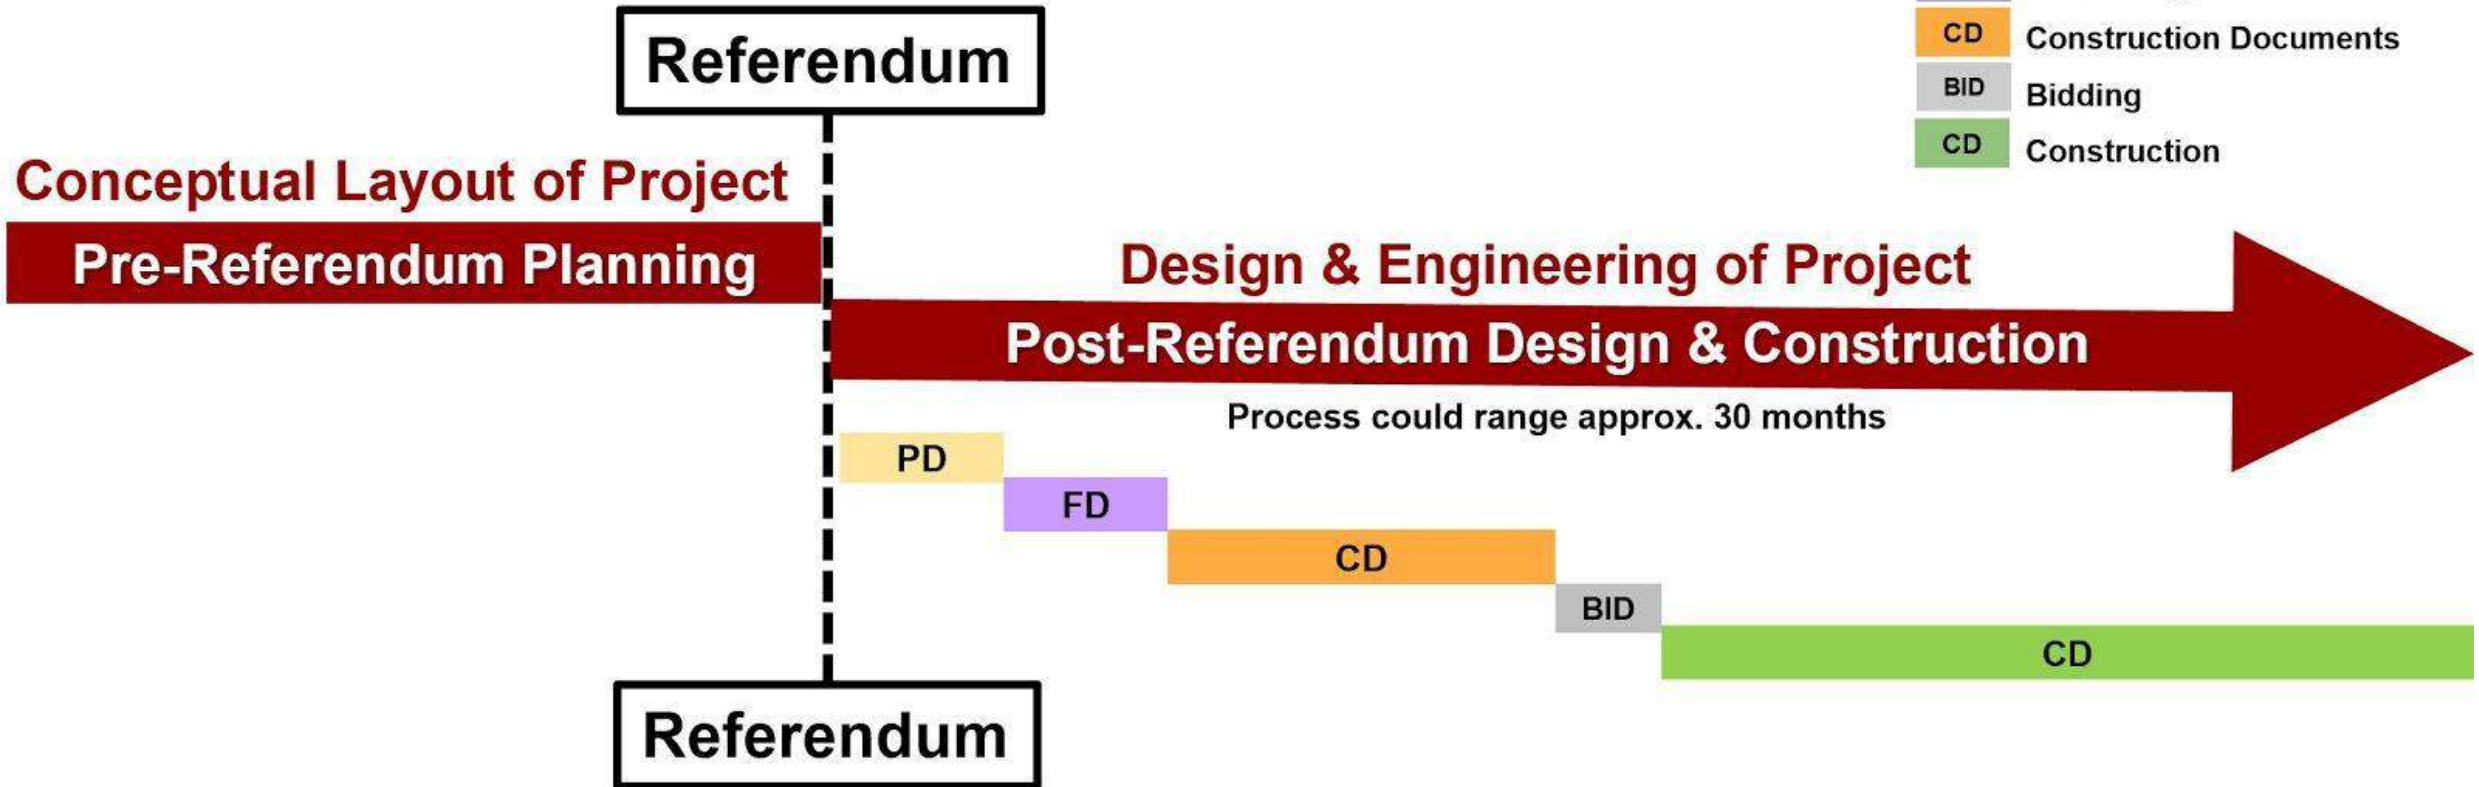 Referendum
CD Construction Documents
BID Bidding
CD Construction
Conceptual Layout of Project
Pre-Referendum Planning
Design & Engineering of Project
Post-Referendum Design & Construction
Process could range approx. 30 months
PD
FD
CD
BID
CD
Referendum